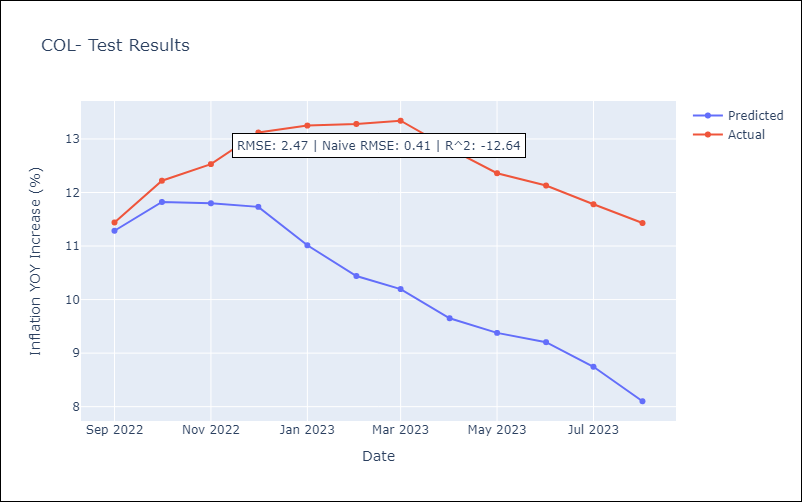 COL- Test Results
Predicted
Actual
RMSE: 2.47 | Naive RMSE: 0.41 | R^2: -12.64
Inflation YOY Increase (%)
13
12
11
10
9
8
Sep 2022
Nov 2022
Jan 2023
Mar 2023
May 2023
Jul 2023
Date